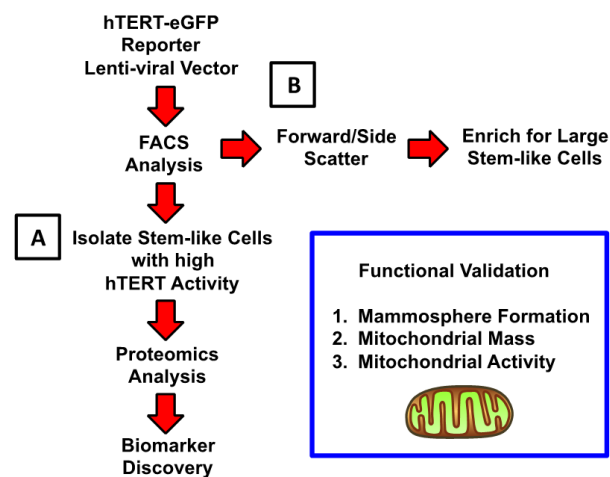 hTERT-eGFP
Reporter
Lenti-viral Vector
B
FACS
Analysis
Forward/Side
Scatter
Enrich for Large
Stem-like Cells
A
Isolate Stem-like Cells
with high
hTERT Activity
Proteomics
Analysis
Biomarker
Discovery
Functional Validation
1. Mammosphere Formation
2. Mitochondrial Mass
3. Mitochondrial Activity